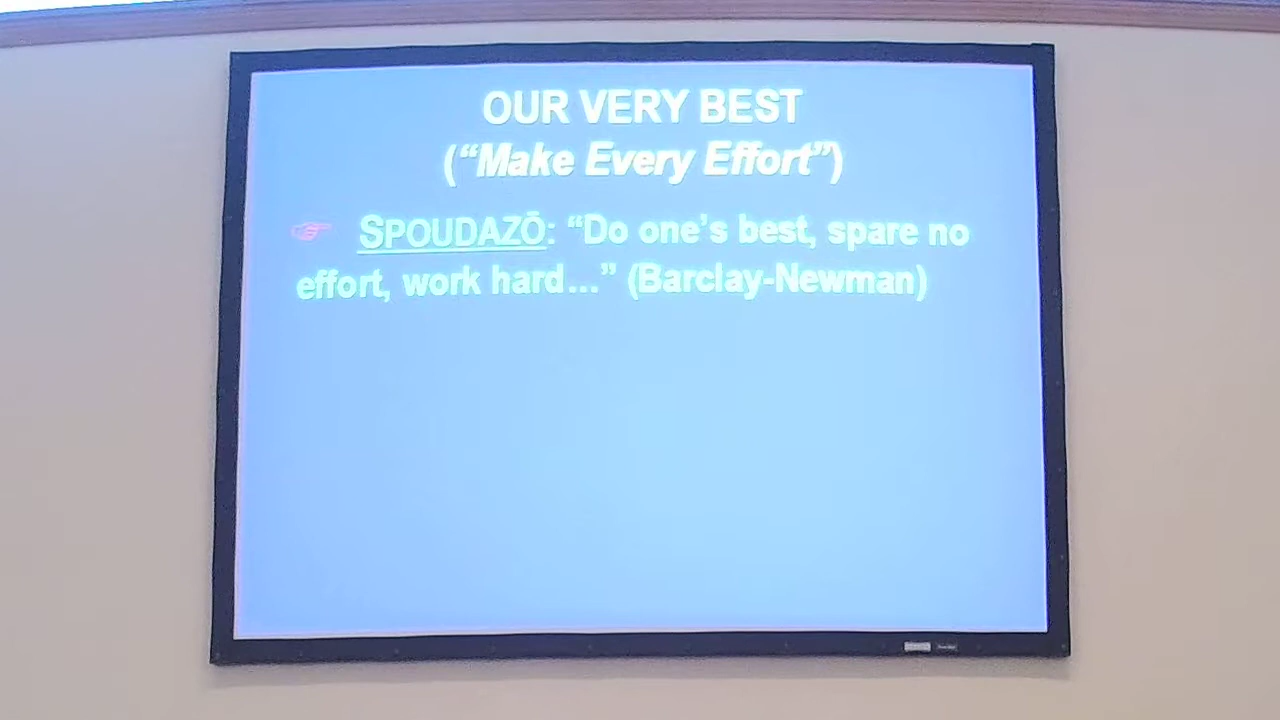 OUR VERY BEST
(“Make Every Effort”)
☞ SPOUDAZŌ: “Do one’s best, spare no
effort, work hard...” (Barclay-Newman)